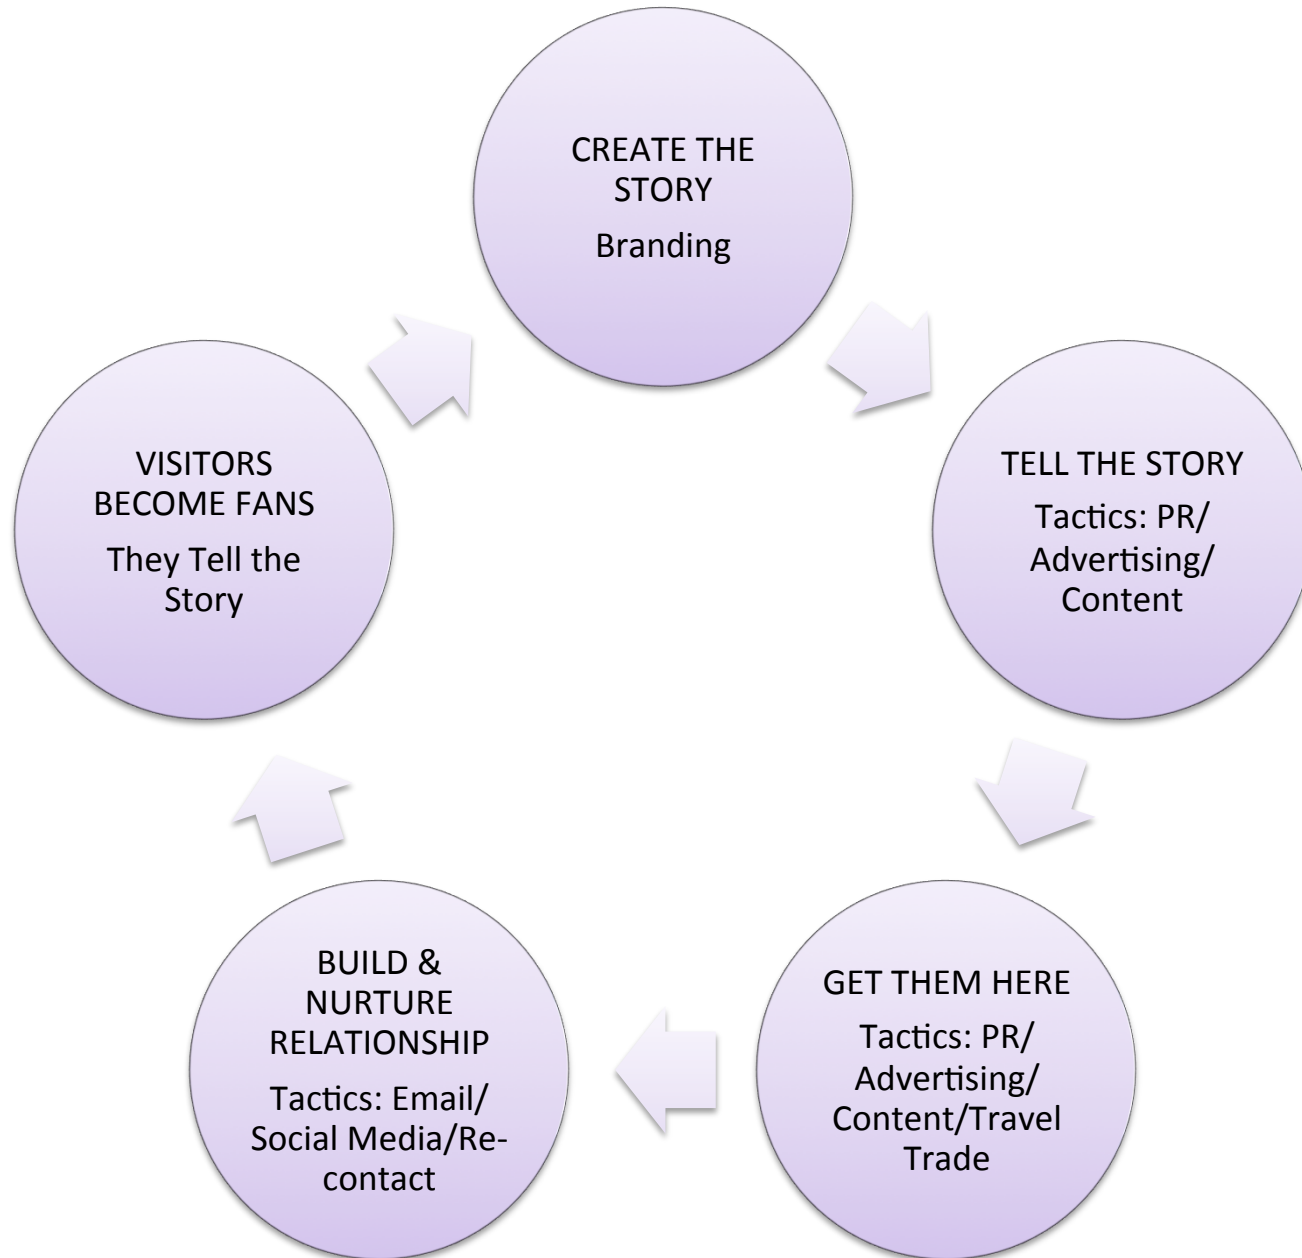 CREATE THE
STORY
Branding
TELL THE STORY
Tactics: PR/
Advertising/
Content
GET THEM HERE
Tactics: PR/
Advertising/
Content/Travel
Trade
BUILD &
NURTURE
RELATIONSHIP
Tactics: Email/
Social Media/Re-
contact
VISITORS
BECOME FANS
They Tell the
Story